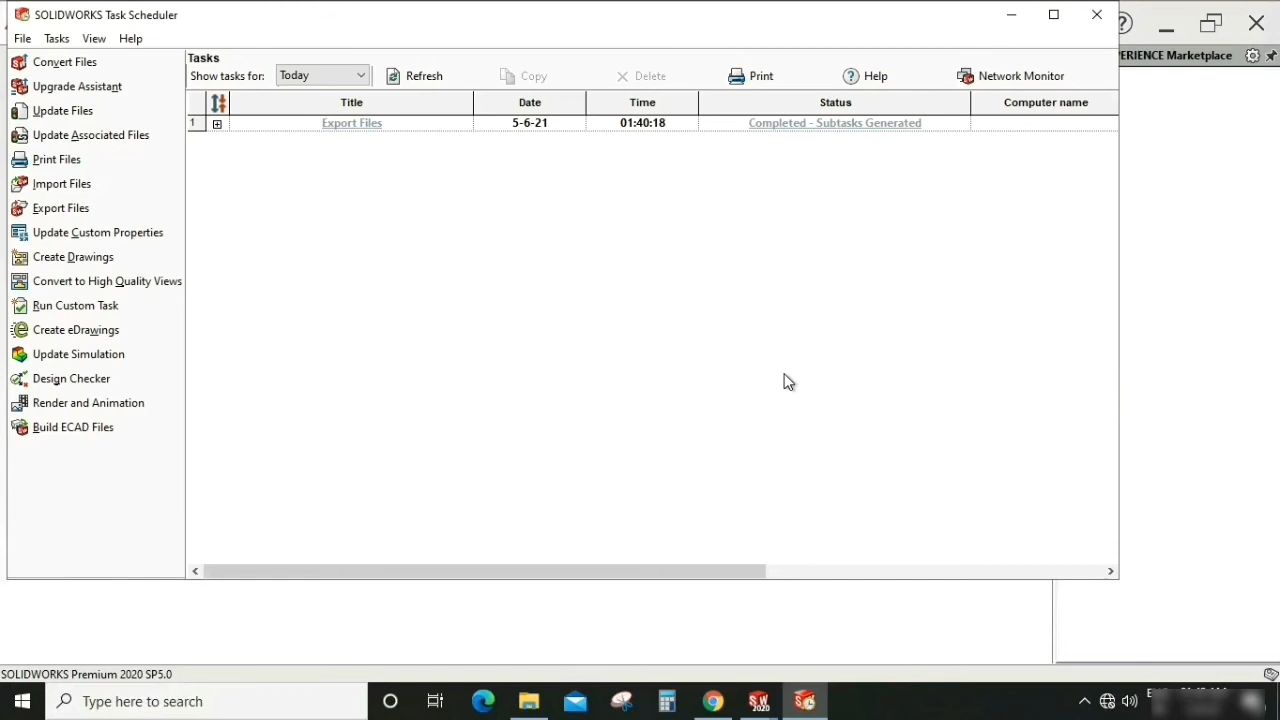 SOLIDWORKS Task Scheduler
File Tasks View Help
PERIENCE Marketplace
Convert Files
Upgrade Assistant
Update Files
Update Associated Files
Print Files
Import Files
Export Files
Update Custom Properties
Create Drawings
Convert to High Quality Views
Run Custom Task
Create eDrawings
Update Simulation
Design Checker
Render and Animation
Build ECAD Files
Tasks
Show tasks for: Today Refresh Copy Delete Print Help Network Monitor
Title Date Time Status Computer name
1 Export Files 5-6-21 01:40:18 Completed - Subtasks Generated
SOLIDWORKS Premium 2020 SP5.0
Type here to search